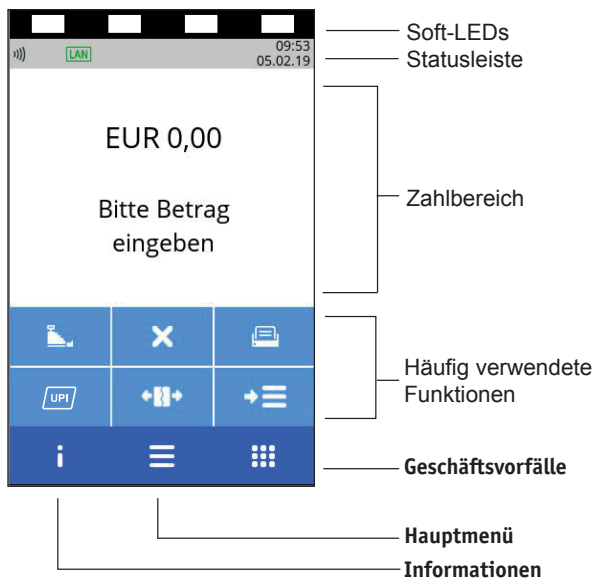 Soft-LEDs
LAN
09:53
05.02.19
Statusleiste
EUR 0,00
Bitte Betrag
eingeben
Zahlbereich
UPI
Häufig verwendete
Funktionen
i
Geschäftsvorfälle
Hauptmenü
Informationen